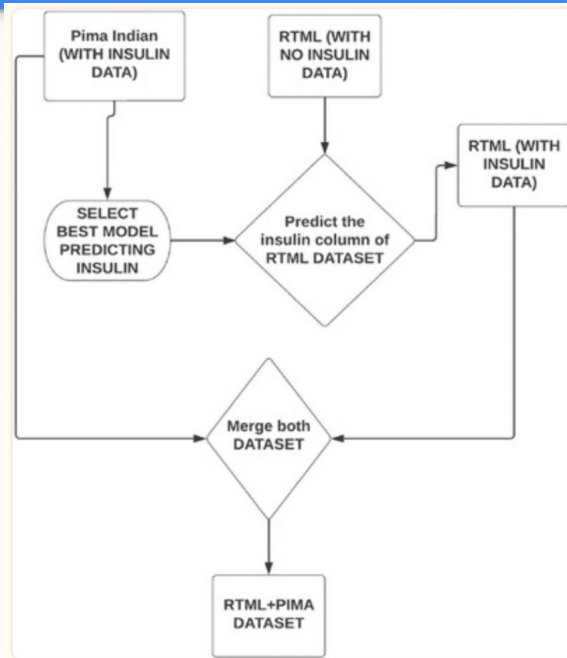 Pima Indian
(WITH INSULIN
DATA)
RTML (WITH
NO INSULIN
DATA)
RTML (WITH
INSULIN
DATA)
SELECT
BEST MODEL
PREDICTING
INSULIN
Predict the
insulin column of
RTML DATASET
Merge both
DATASET
RTML+PIMA
DATASET